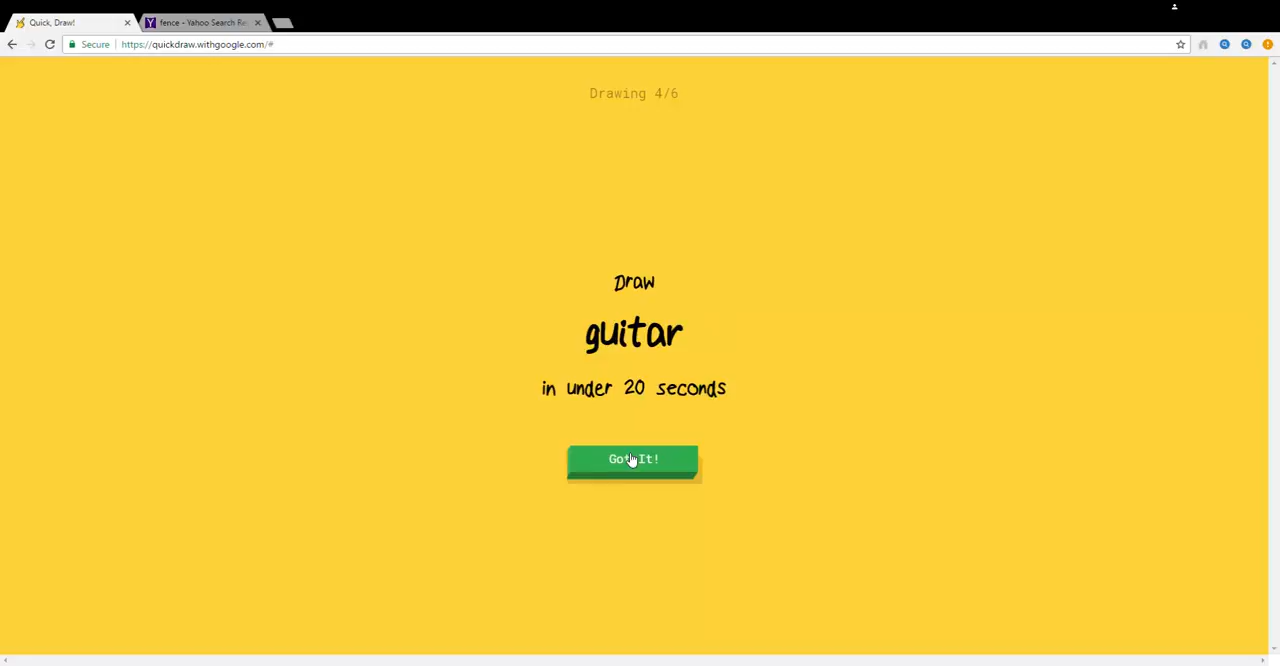 Quick, Draw!
fence - Yahoo Search Re
Secure
https://quickdraw.withgoogle.com/#
Drawing 4/6
Draw
guitar
in under 20 seconds
Got It!